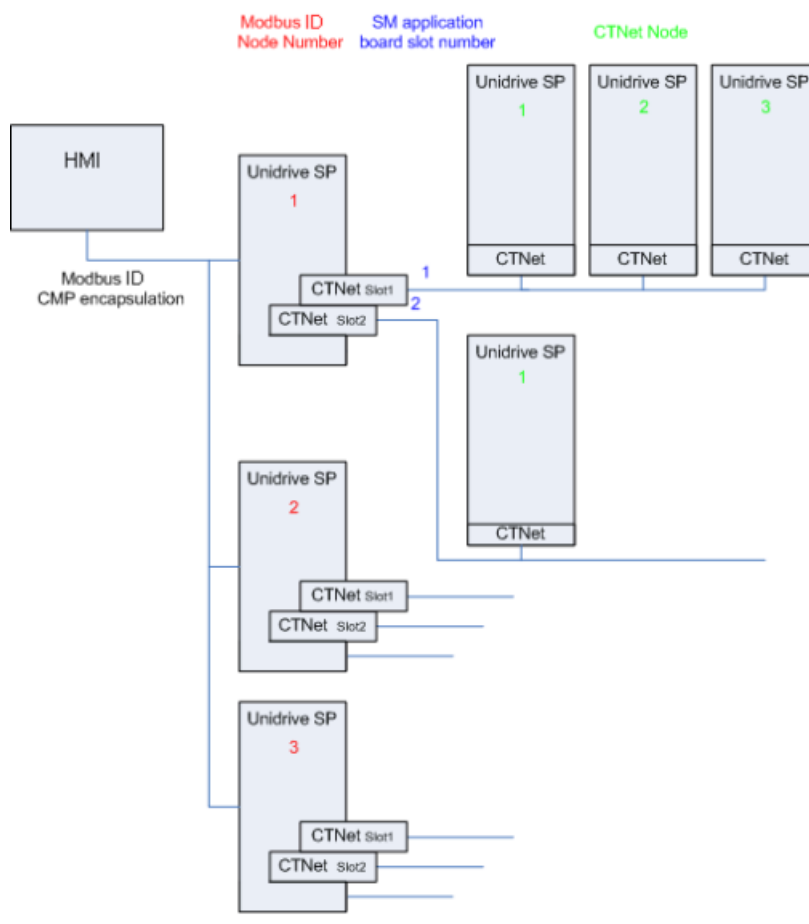 Modbus ID
Node Number
SM application
board slot number
CTNet Node
Unidrive SP
1
CTNet
Unidrive SP
2
CTNet
Unidrive SP
3
CTNet
HMI
Modbus ID
CMP encapsulation
Unidrive SP
1
CTNet Slot1
CTNet Slot2
1
2
Unidrive SP
1
CTNet
Unidrive SP
2
CTNet Slot1
CTNet Slot2
Unidrive SP
3
CTNet Slot1
CTNet Slot2